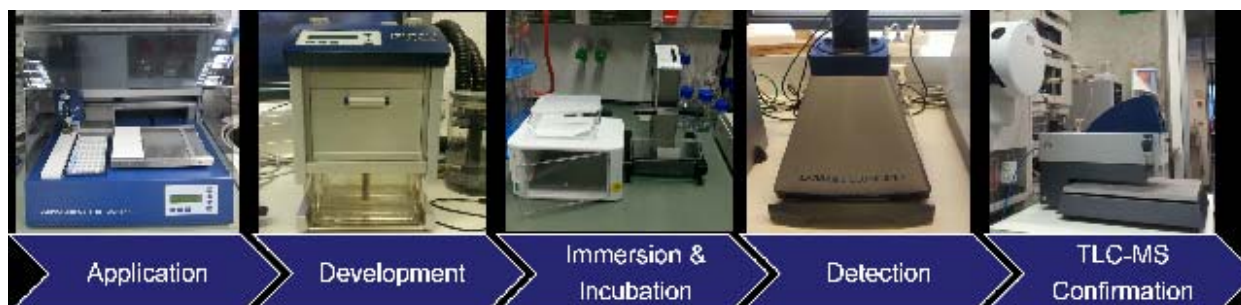 Application
Development
Immersion &
Incubation
Detection
TLC-MS
Confirmation